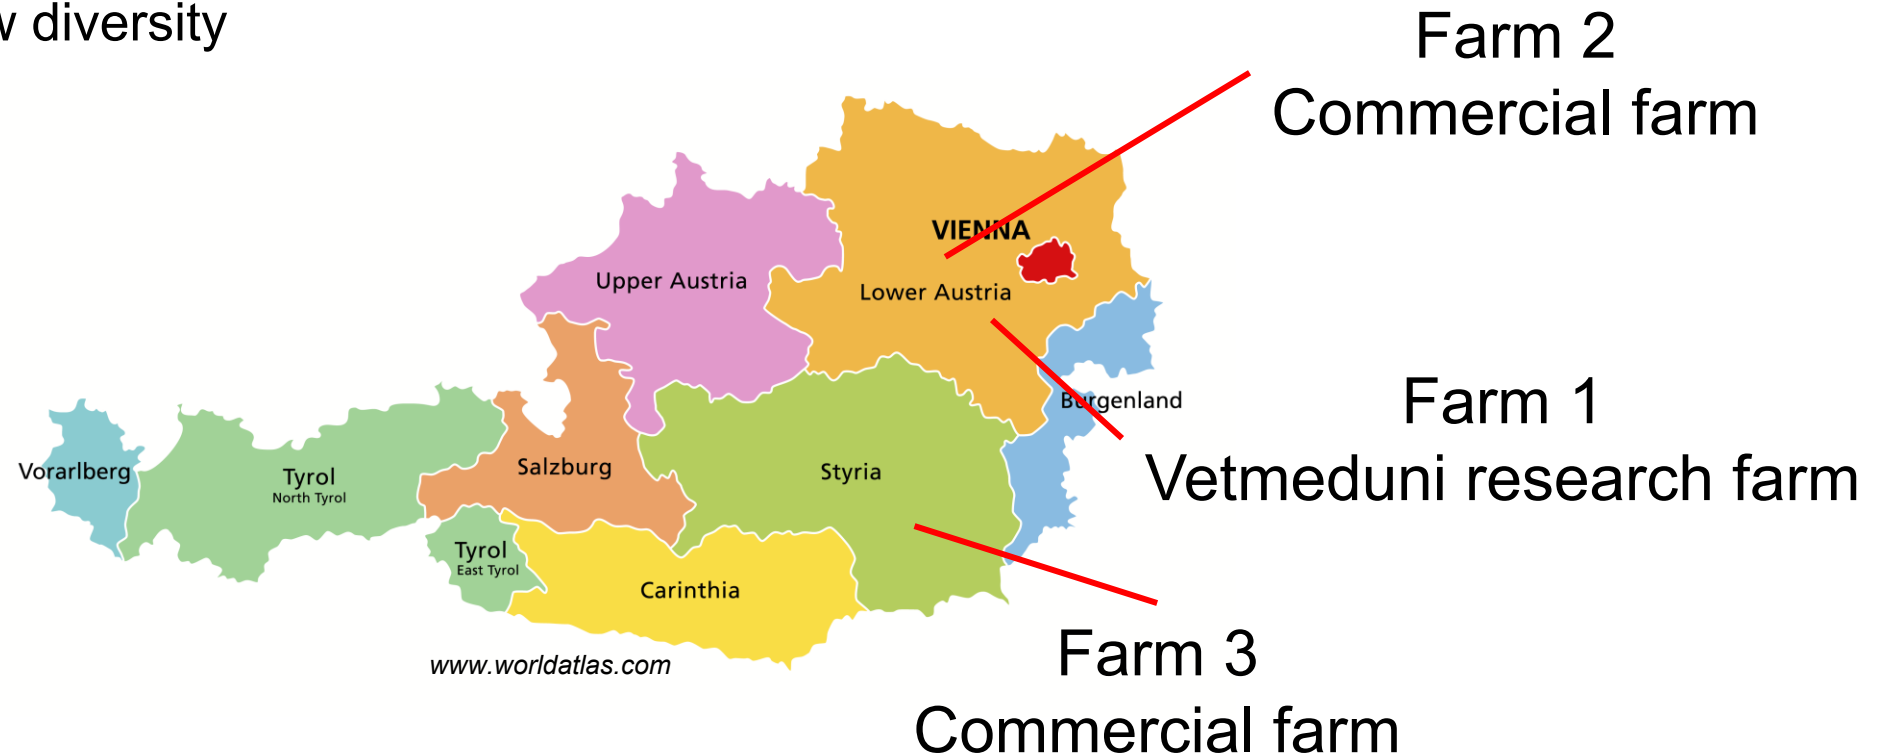 diversity
Farm 2
Commercial farm
VIENNA
Upper Austria
Lower Austria
Burgenland
Farm 1
Vetmeduni research farm
Vorarlberg
Tyrol
North Tyrol
Salzburg
Styria
Tyrol
East Tyrol
Carinthia
www.worldatlas.com
Farm 3
Commercial farm